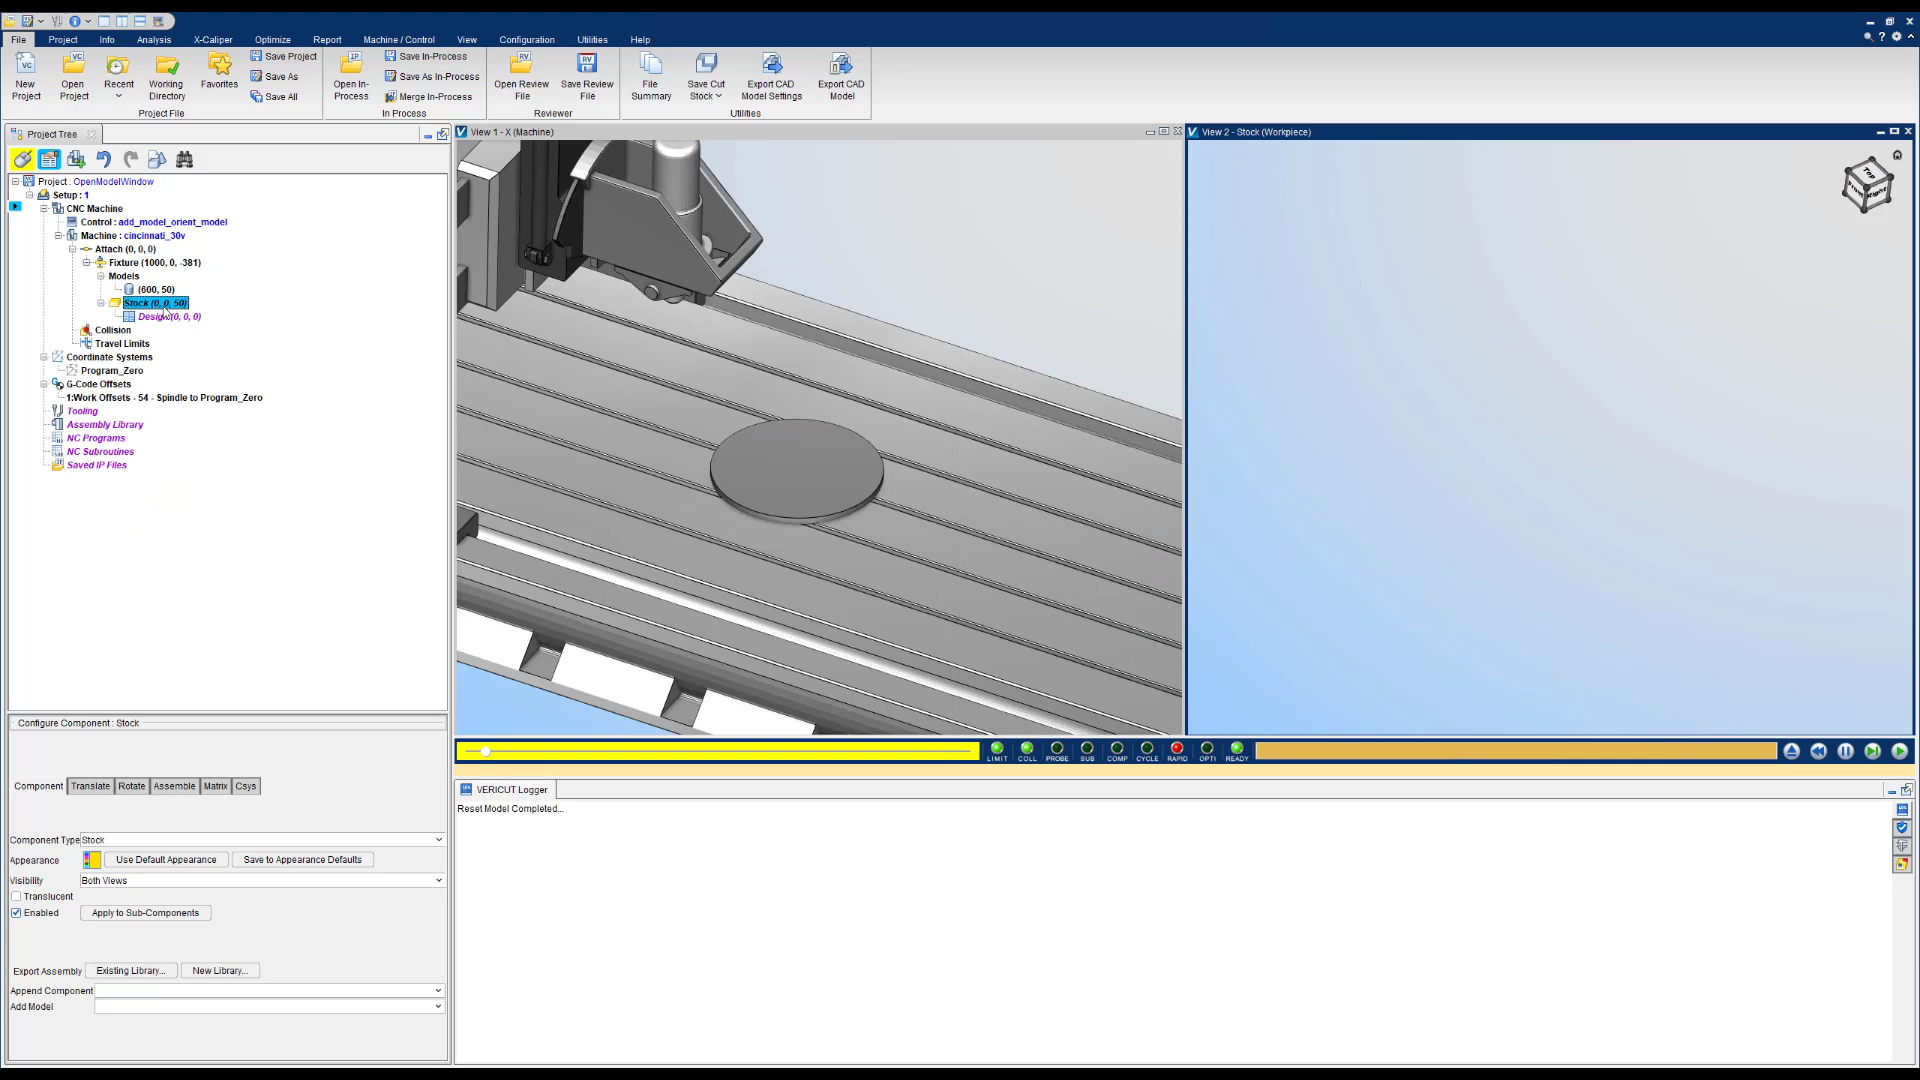 File Project Info Analysis X-Caliper Optimize Report Machine / Control View Configuration Utilities Help
New Project
Open Project
Recent
Working Directory
Favorites
Save Project
Save As
Save All
Project File
Open In-Process
Save In-Process
Save As In-Process
Merge In-Process
In Process
Open Review File
Save Review File
Reviewer
File Summary
Save Cut Stock
Export CAD Model Settings
Export CAD Model
Utilities
Project Tree
Project : OpenModelWindow
Setup : 1
CNC Machine
Control : add_model_orient_model
Machine : cincinnati_30v
Attach (0, 0, 0)
Fixture (1000, 0, -381)
Models
(600, 50)
Stock (0, 0, 50)
Design (0, 0, 0)
Collision
Travel Limits
Coordinate Systems
Program_Zero
G-Code Offsets
1:Work Offsets - 54 - Spindle to Program_Zero
Tooling
Assembly Library
NC Programs
NC Subroutines
Saved IP Files
Configure Component : Stock
Component Translate Rotate Assemble Matrix Csys
Component Type Stock
Appearance Use Default Appearance Save to Appearance Defaults
Visibility Both Views
Translucent
Enabled Apply to Sub-Components
Export Assembly Existing Library... New Library...
Append Component
Add Model
View 1 - X (Machine)
View 2 - Stock (Workpiece)
Top
Front Right
LIMIT COLL PROBE SUB COMP CYCLE RAPID OPTI READY
VERICUT Logger
Reset Model Completed...